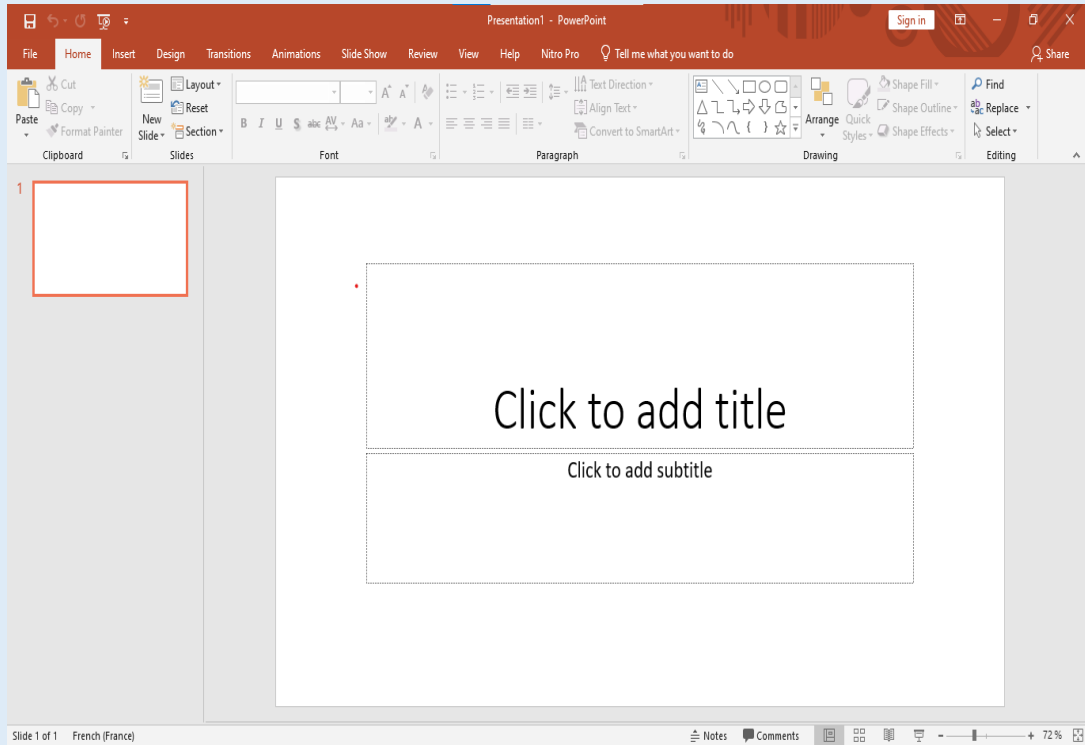 Presentation1 - PowerPoint
Sign in
File Home Insert Design Transitions Animations Slide Show Review View Help Nitro Pro Tell me what you want to do Share
Paste
Cut
Copy
Format Painter
Clipboard
New
Slide
Layout
Reset
Section
Slides
A A
B I U S abc AV Aa aby A
Font
Text Direction
Align Text
Convert to SmartArt
Paragraph
Arrange
Quick
Styles
Shape Fill
Shape Outline
Shape Effects
Drawing
Find
Replace
Select
Editing
1
Click to add title
Click to add subtitle
Slide 1 of 1 French (France) Notes Comments 72 %